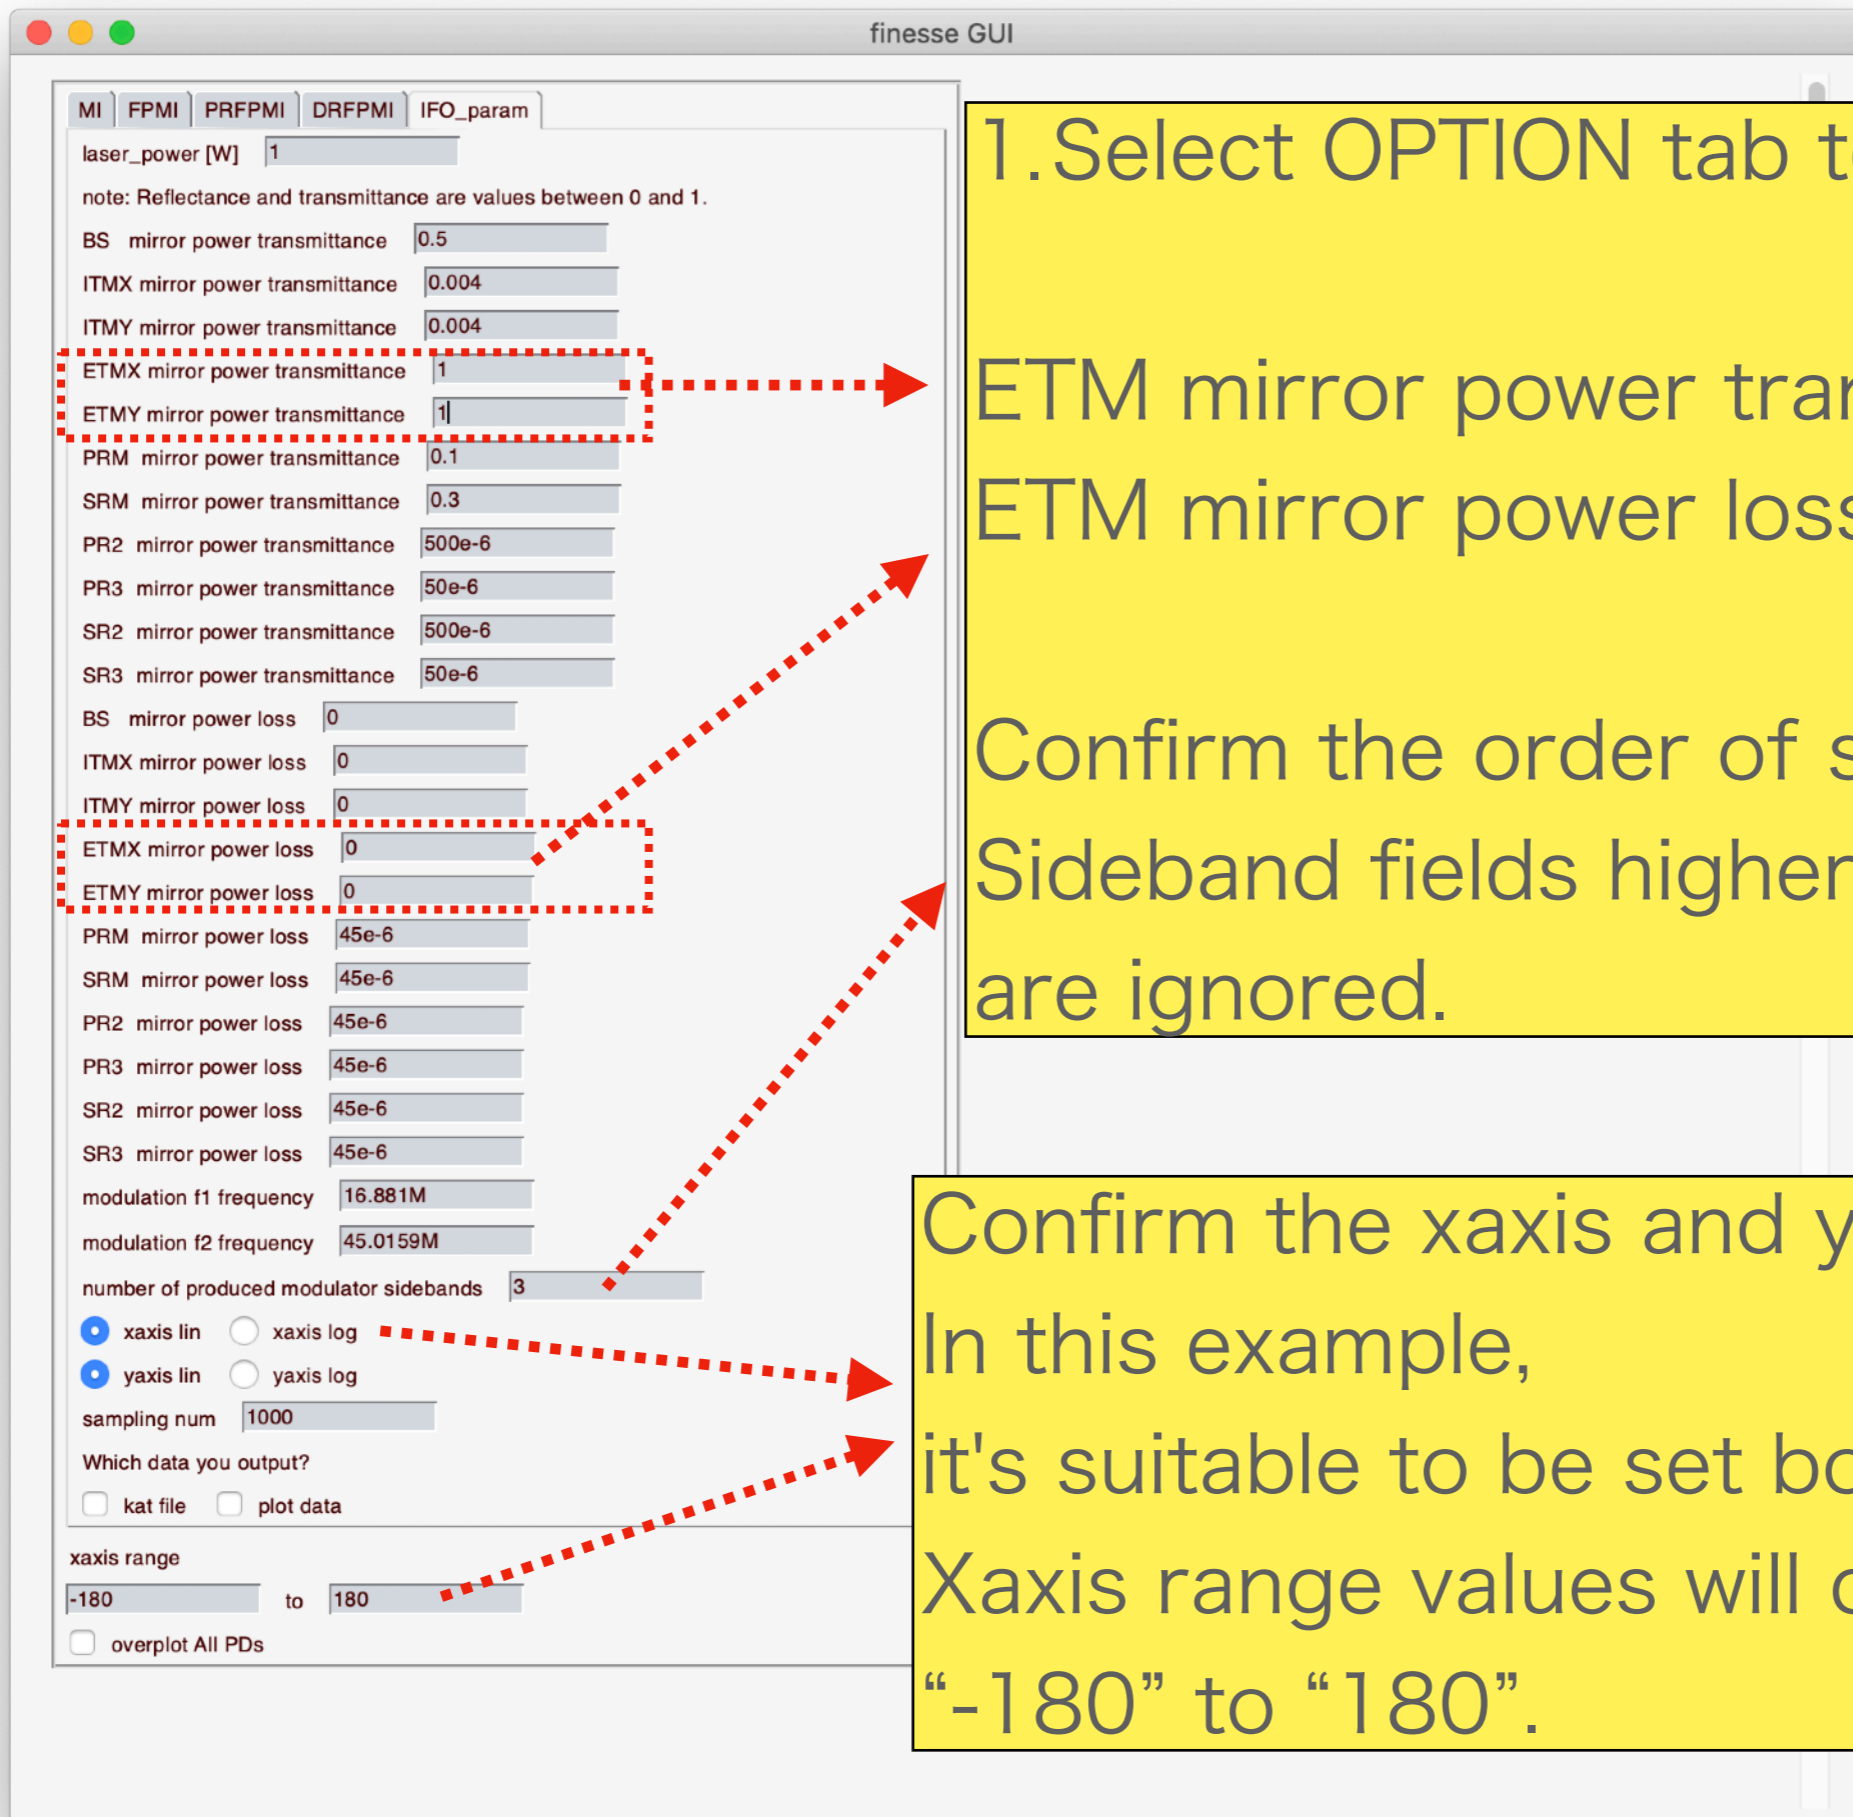 finesse GUI
MI FPMI PRFPMI DRFPMI IFO_param
laser_power [W] 1
note: Reflectance and transmittance are values between 0 and 1.
BS mirror power transmittance 0.5
ITMX mirror power transmittance 0.004
ITMY mirror power transmittance 0.004
ETMX mirror power transmittance 1
ETMY mirror power transmittance 1
PRM mirror power transmittance 0.1
SRM mirror power transmittance 0.3
PR2 mirror power transmittance 500e-6
PR3 mirror power transmittance 50e-6
SR2 mirror power transmittance 500e-6
SR3 mirror power transmittance 50e-6
BS mirror power loss 0
ITMX mirror power loss 0
ITMY mirror power loss 0
ETMX mirror power loss 0
ETMY mirror power loss 0
PRM mirror power loss 45e-6
SRM mirror power loss 45e-6
PR2 mirror power loss 45e-6
PR3 mirror power loss 45e-6
SR2 mirror power loss 45e-6
SR3 mirror power loss 45e-6
modulation f1 frequency 16.881M
modulation f2 frequency 45.0159M
number of produced modulator sidebands 3
xaxis lin xaxis log
yaxis lin yaxis log
sampling num 1000
Which data you output?
kat file plot data
xaxis range
-180 to 180
overplot All PDs
1.Select OPTION tab
ETM mirror power
ETM mirror power
Confirm the order of
Sideband fields higher
are ignored.
Confirm the xaxis and
In this example,
it's suitable to be set
Xaxis range values will
“-180” to “180”.